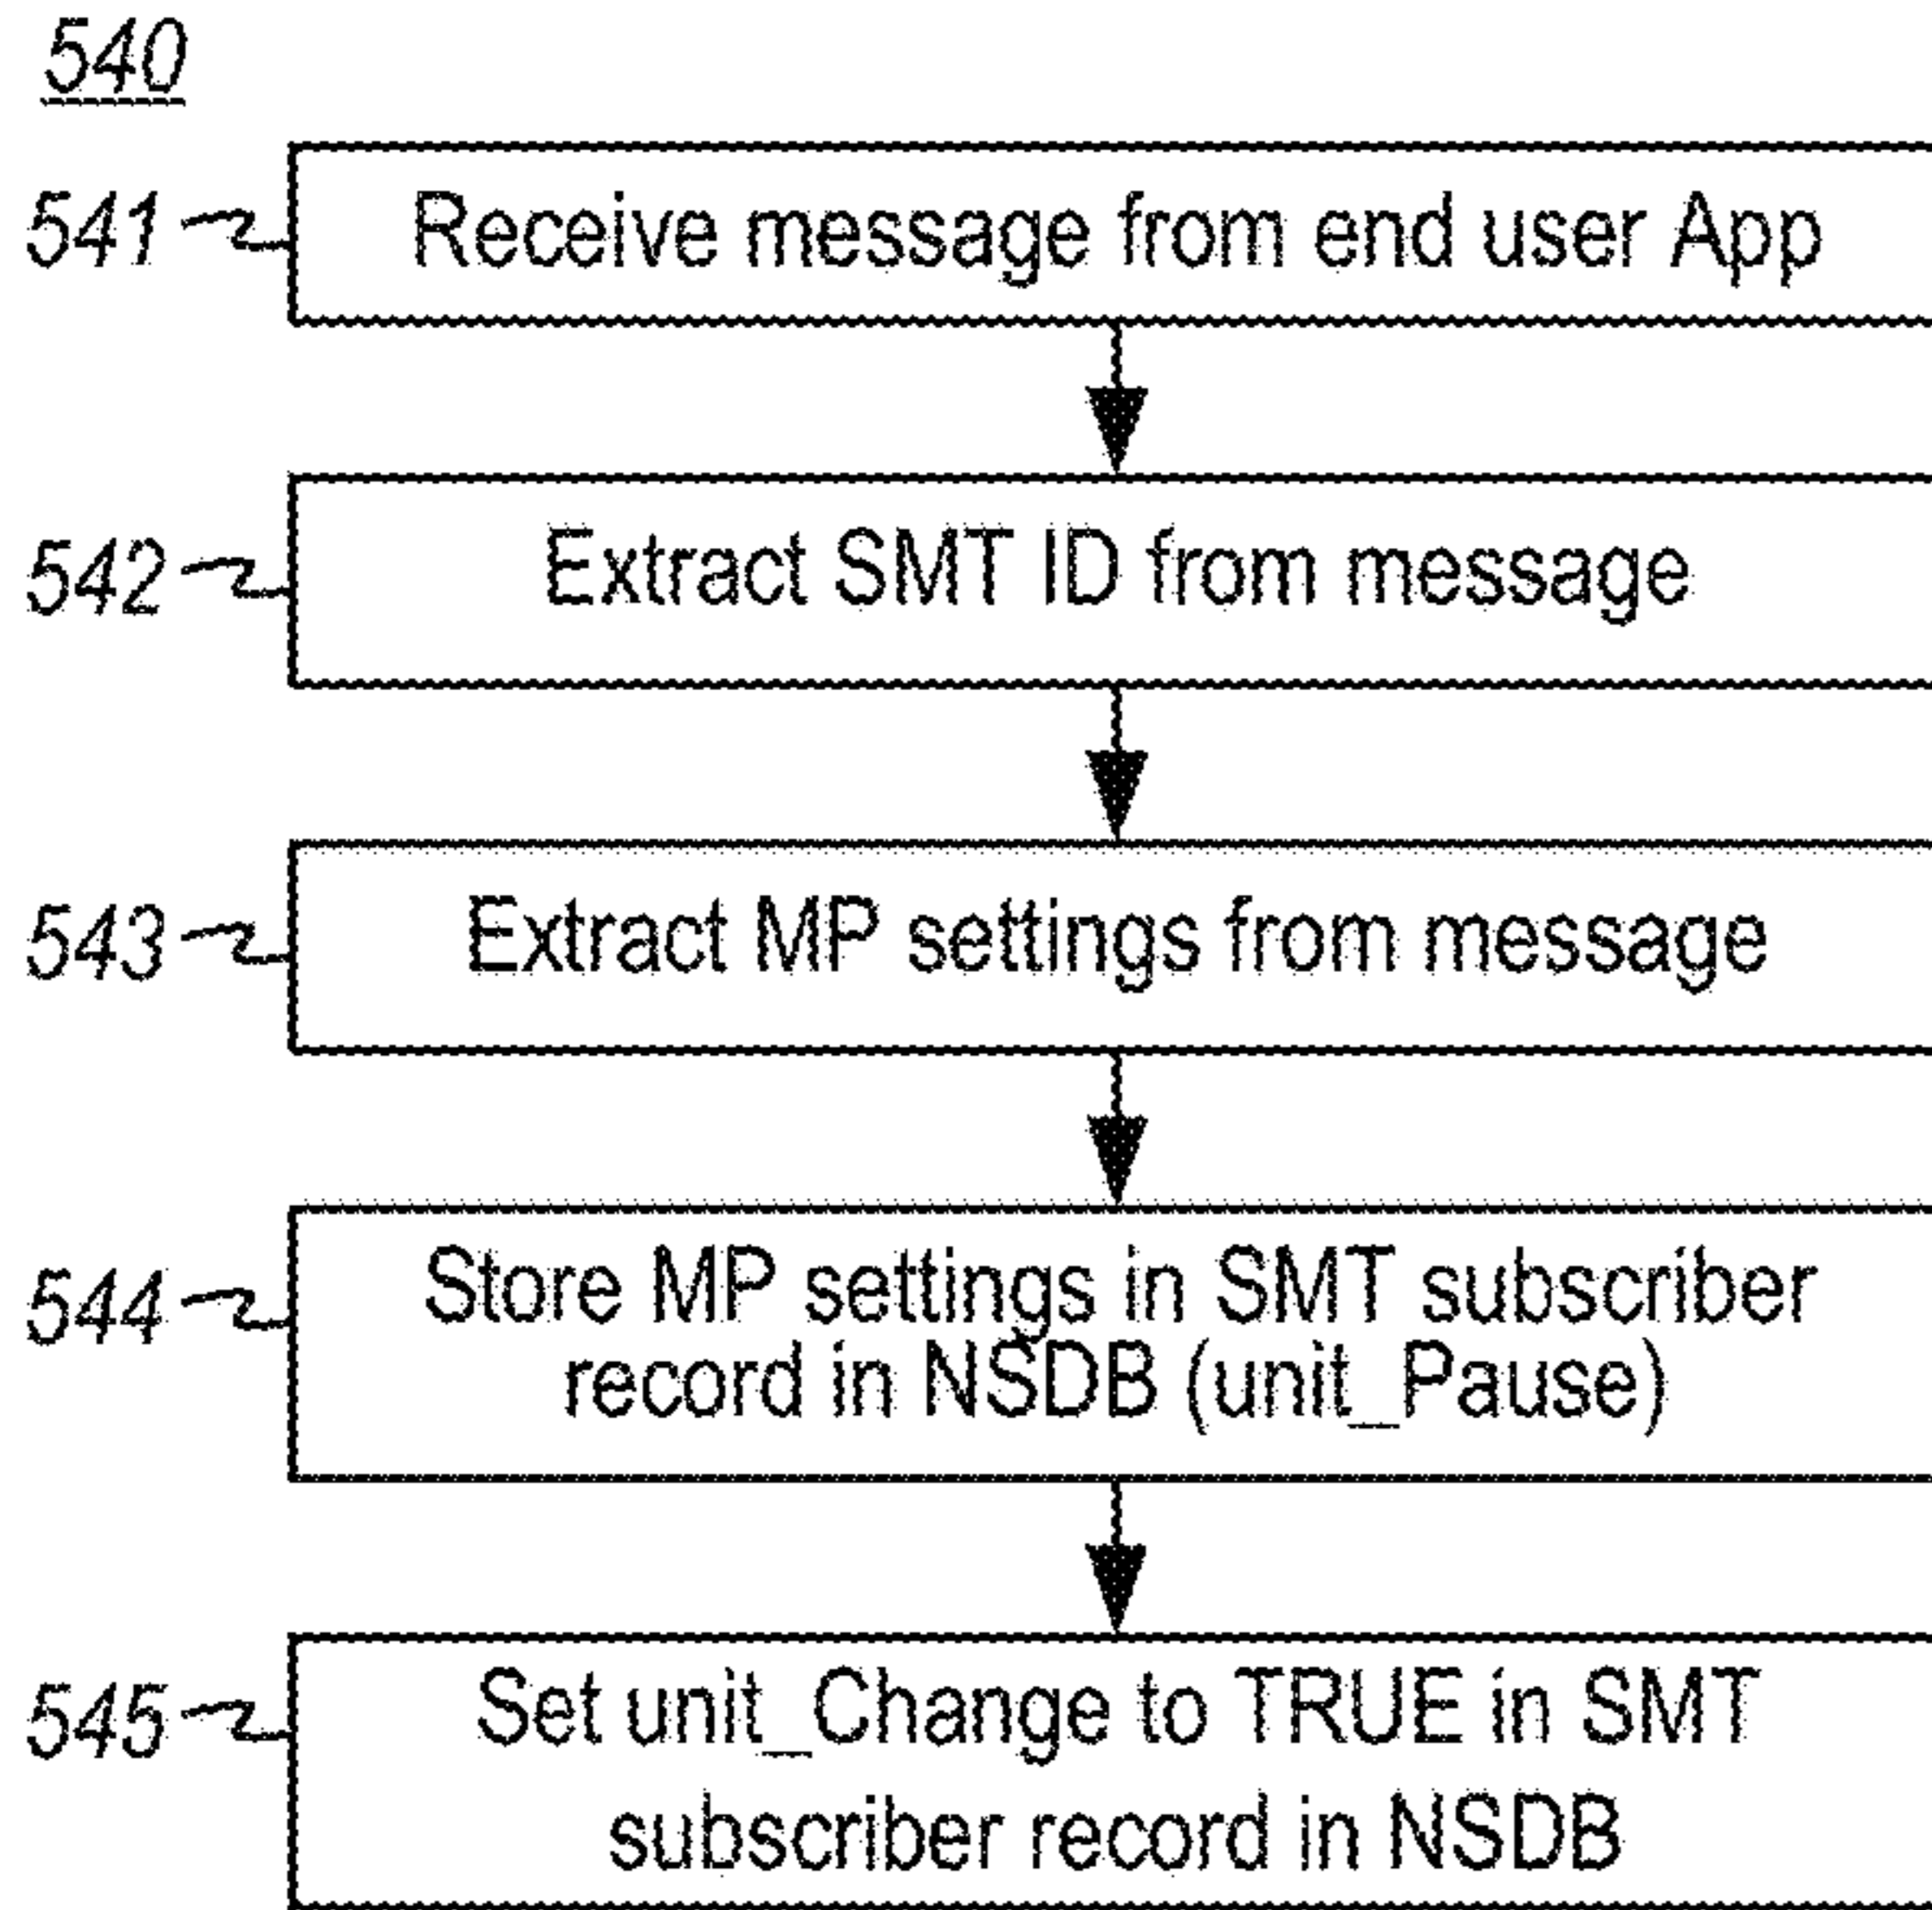 540
541
Receive message from end user App
542
Extract SMT ID from message
543
Extract MP settings from message
544
Store MP settings in SMT subscriber
record in NSDB (unit_Pause)
545
Set unit_Change to TRUE in SMT
subscriber record in NSDB